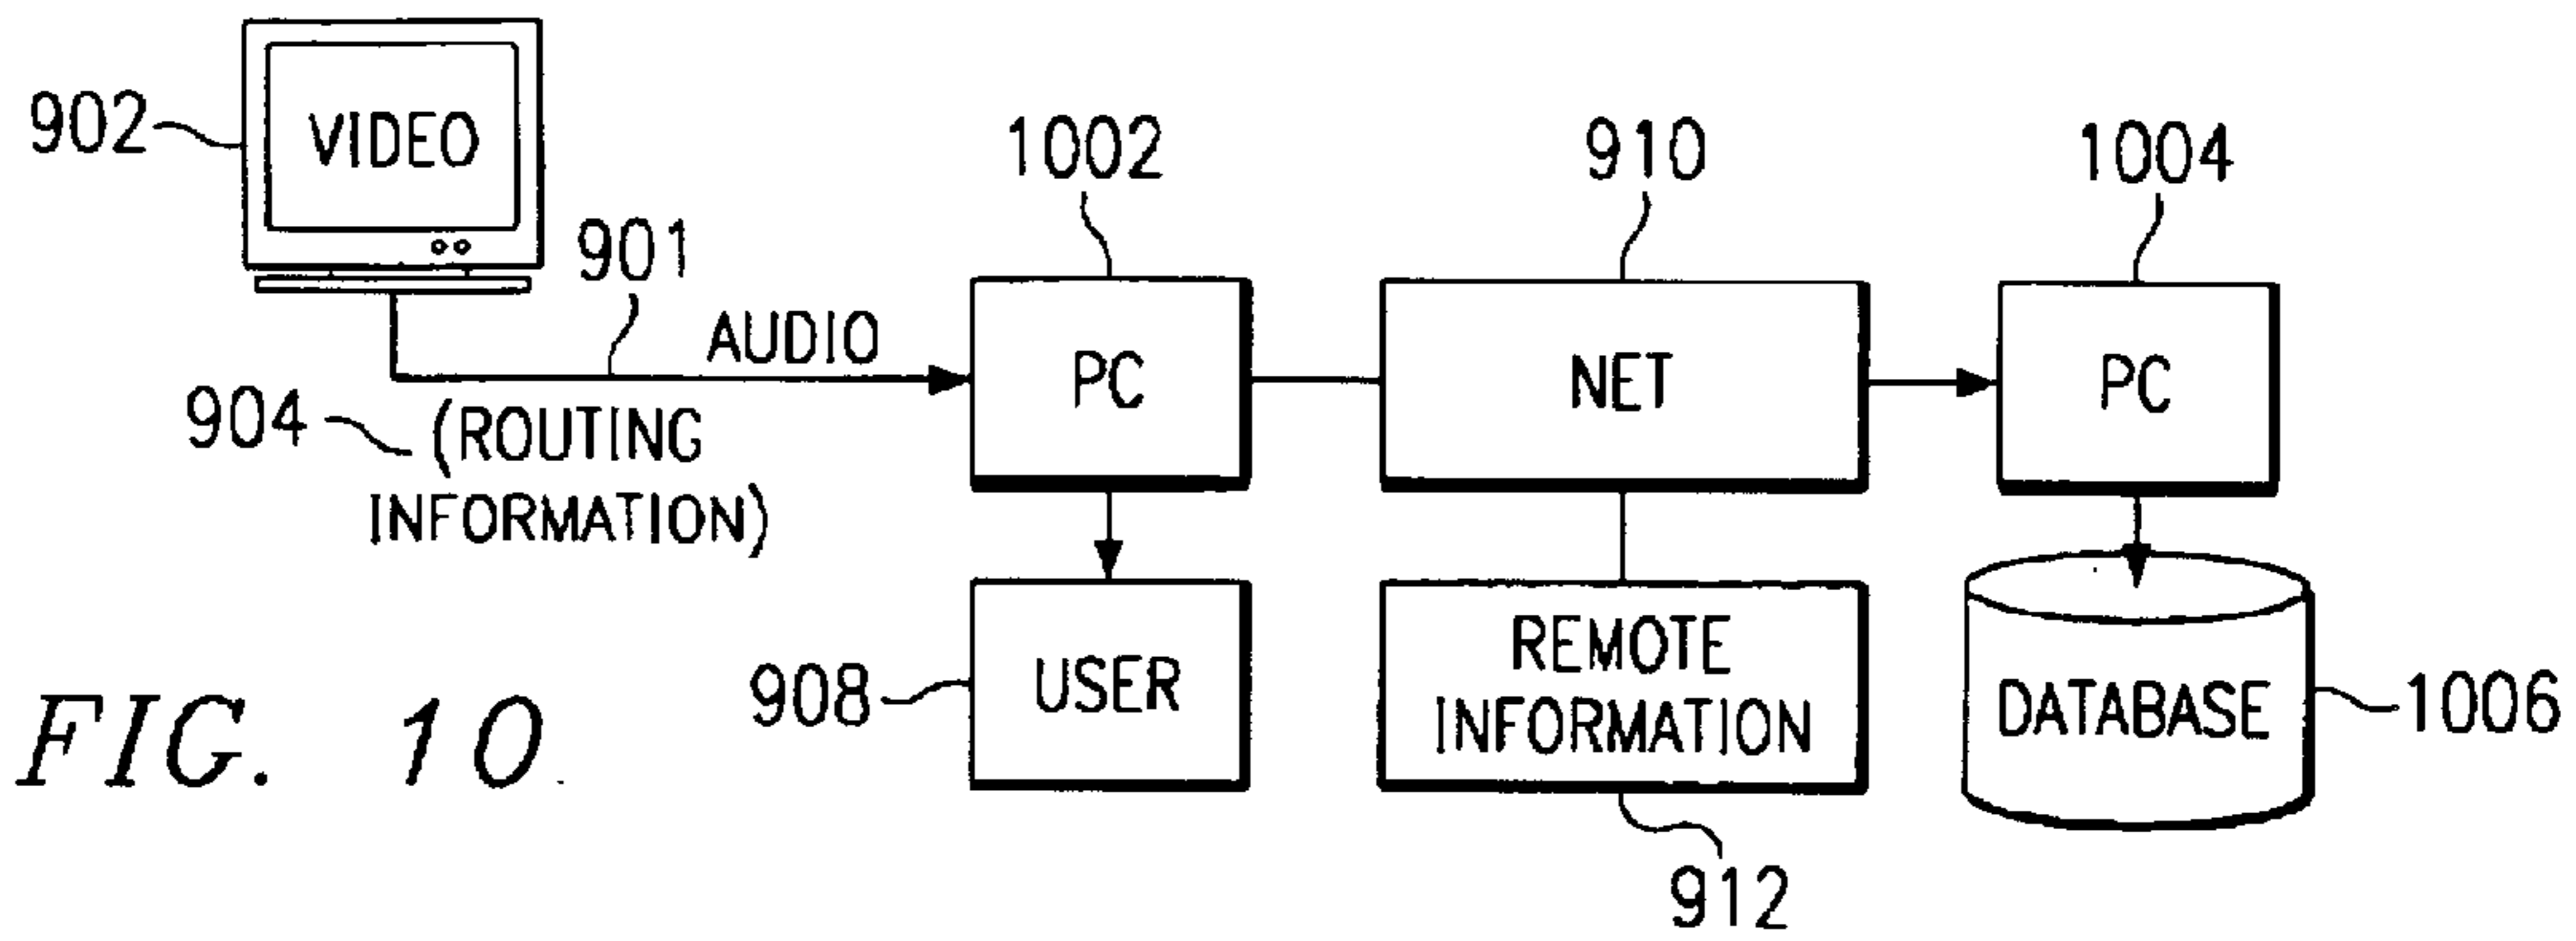 902
VIDEO
901
AUDIO
904
(ROUTING
INFORMATION)
1002
PC
910
NET
1004
PC
908
USER
REMOTE
INFORMATION
912
DATABASE
1006
FIG. 10